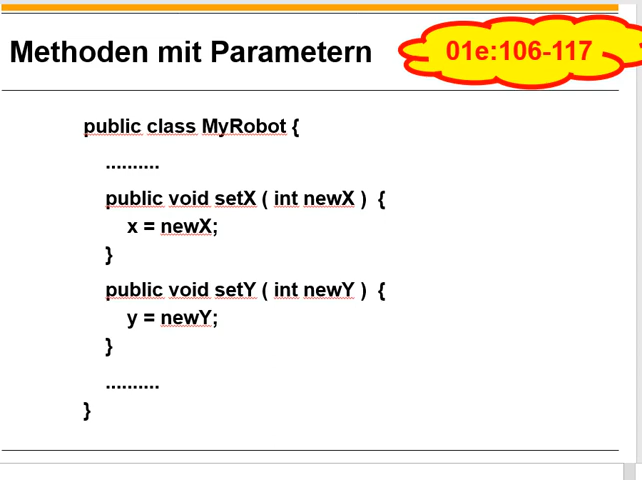 Methoden mit Parametern
01e:106-117
public class MyRobot {
..........
public void setX ( int newX ) {
x = newX;
}
public void setY ( int newY ) {
y = newY;
}
..........
}